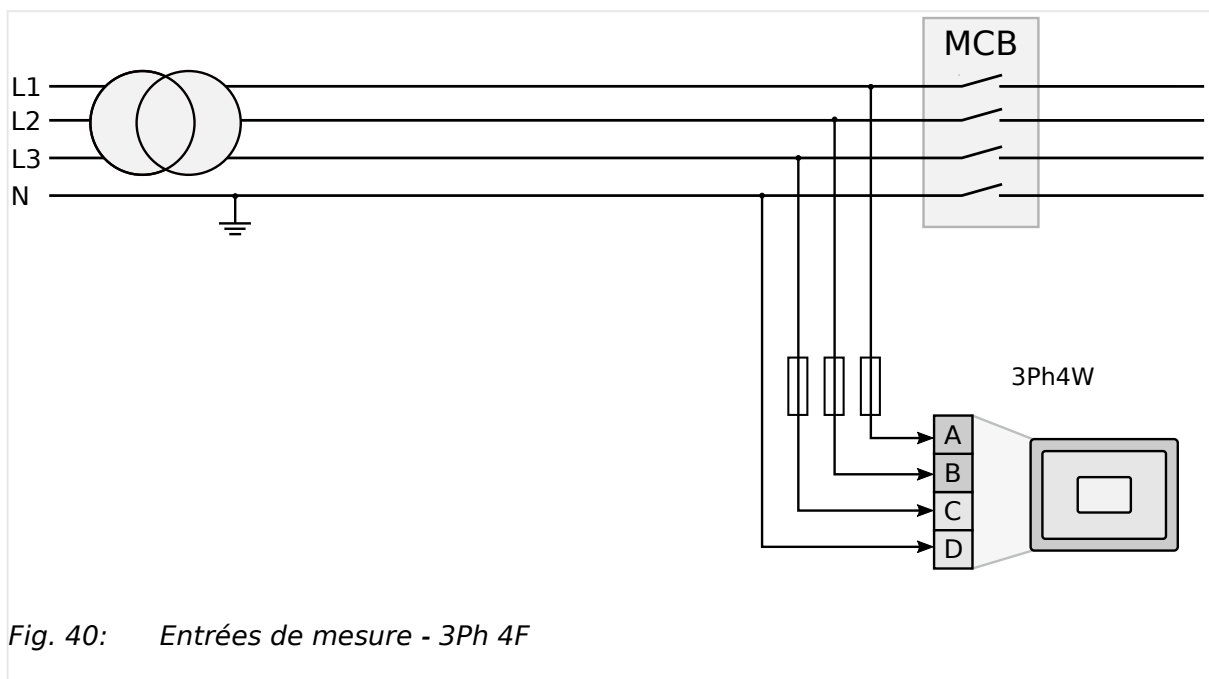 MCB
L1
L2
L3
N
3Ph4W
A
B
C
D
Fig. 40: Entrées de mesure - 3Ph 4F